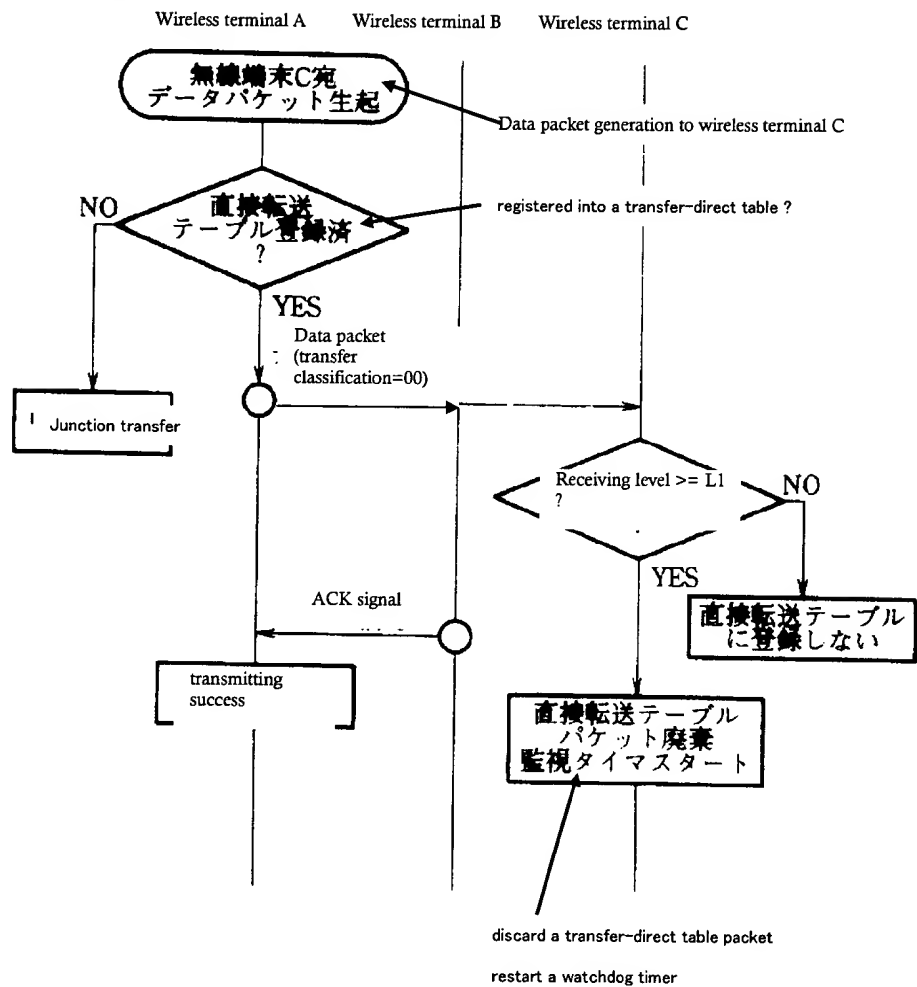 Wireless terminal A Wireless terminal B Wireless terminal C
無線端末C宛
データパケット生起
Data packet generation to wireless terminal C
NO
直接転送
テーブル登録済
?
registered into a transfer-direct table ?
YES
Data packet
(transfer
classification=00)
Junction transfer
Receiving level >= L1
?
NO
YES
直接転送テーブル
に登録しない
ACK signal
transmitting
success
直接転送テーブル
パケット廃棄
監視タイマスタート
discard a transfer-direct table packet
restart a watchdog timer